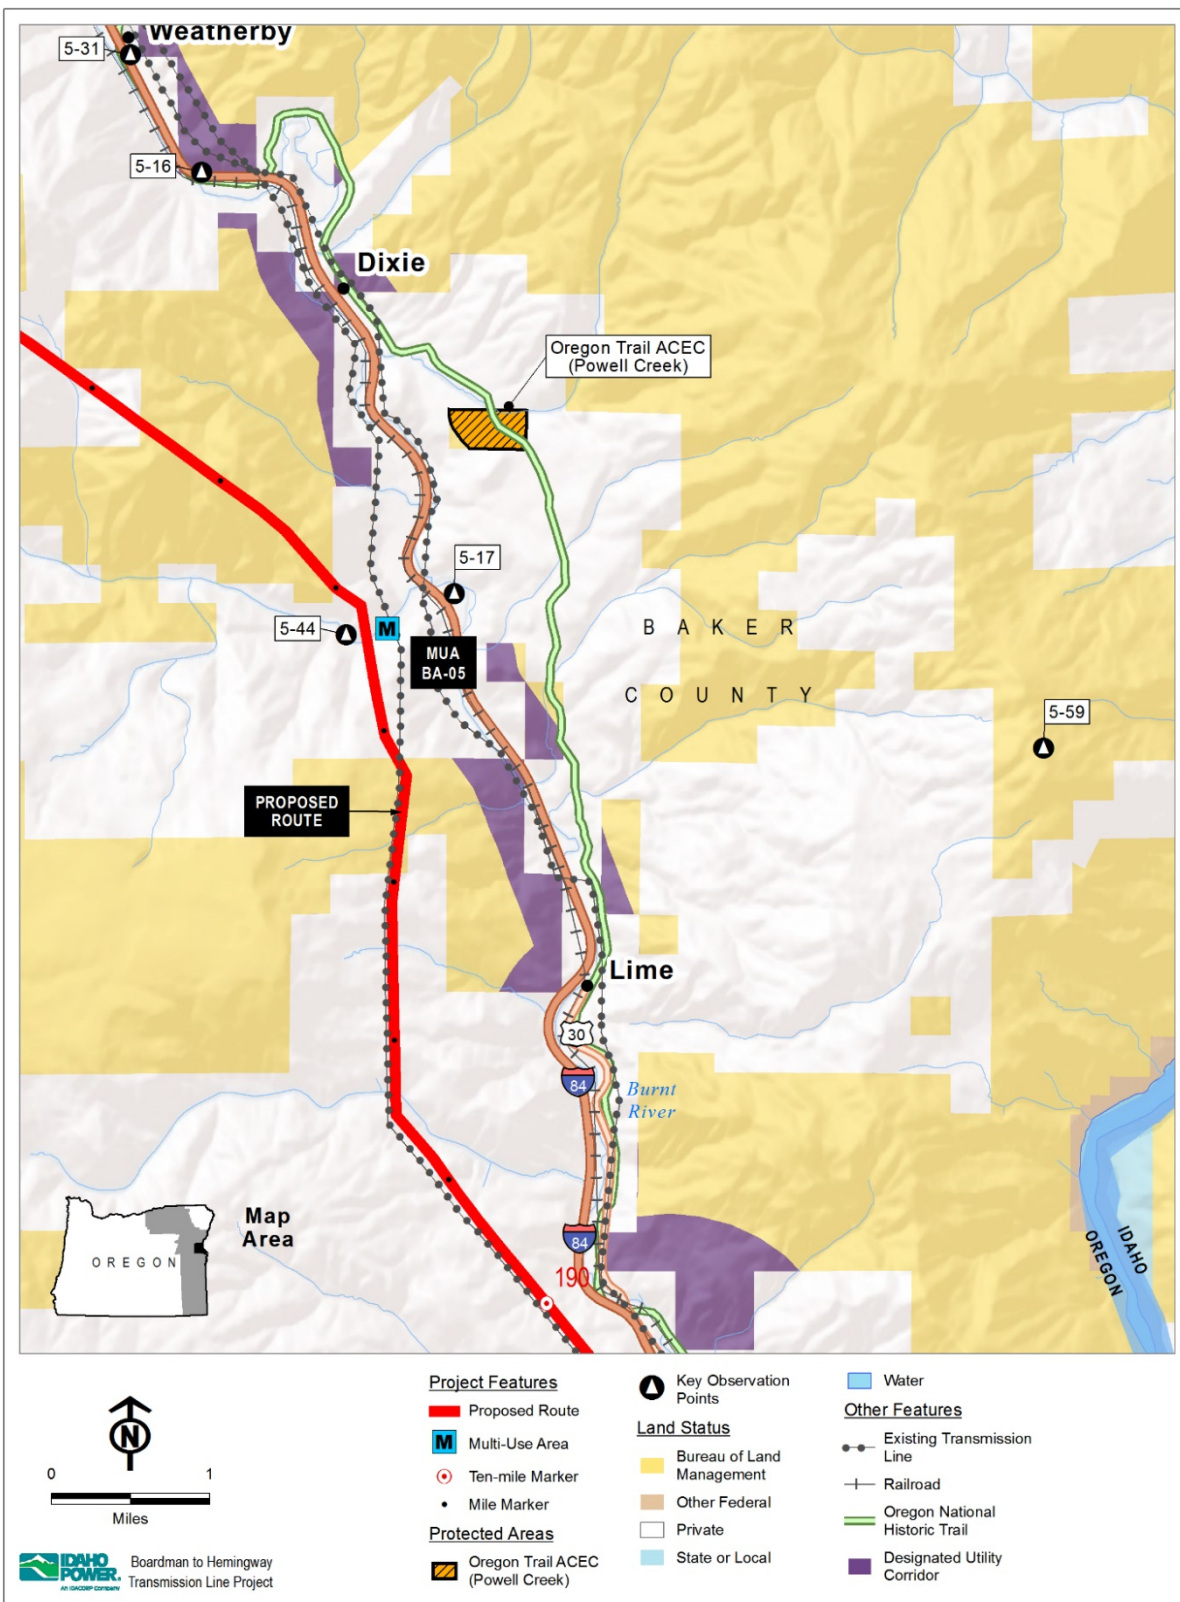 Weatherby
5-31
5-16
Dixie
Oregon Trail ACEC
(Powell Creek)
5-17
5-44
M
MUA
BA-05
B A K E R
C O U N T Y
5-59
PROPOSED
ROUTE
Lime
30
84
Burnt
River
84
190
Map
Area
OREGON
IDAHO
OREGON
N
0 1
Miles
IDAHO
POWER
An IDACORP Company
Boardman to Hemingway
Transmission Line Project
Project Features
Proposed Route
M
Multi-Use Area
Ten-mile Marker
Mile Marker
Protected Areas
Oregon Trail ACEC
(Powell Creek)
Key Observation
Points
Land Status
Bureau of Land
Management
Other Federal
Private
State or Local
Water
Other Features
Existing Transmission
Line
Railroad
Oregon National
Historic Trail
Designated Utility
Corridor